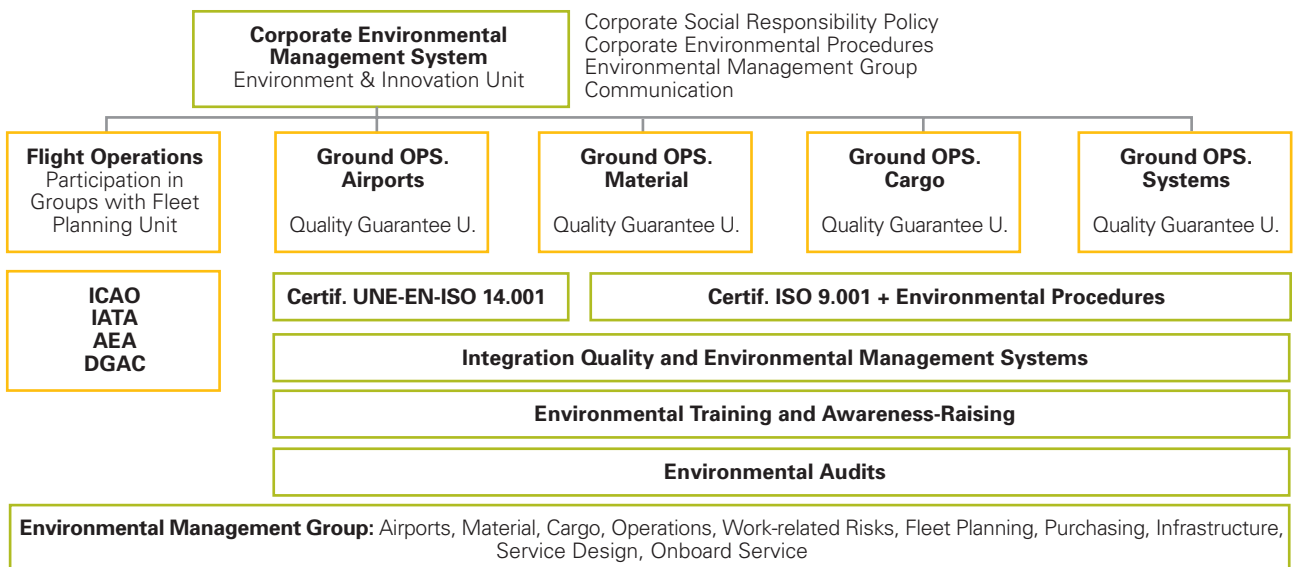 Corporate Environmental
Management System
Environment & Innovation Unit
Corporate Social Responsibility Policy
Corporate Environmental Procedures
Environmental Management Group
Communication
Flight Operations
Participation in
Groups with Fleet
Planning Unit
Ground OPS.
Airports
Quality Guarantee U.
Ground OPS.
Material
Quality Guarantee U.
Ground OPS.
Cargo
Quality Guarantee U.
Ground OPS.
Systems
Quality Guarantee U.
ICAO
IATA
AEA
DGAC
Certif. UNE-EN-ISO 14.001
Certif. ISO 9.001 + Environmental Procedures
Integration Quality and Environmental Management Systems
Environmental Training and Awareness-Raising
Environmental Audits
Environmental Management Group: Airports, Material, Cargo, Operations, Work-related Risks, Fleet Planning, Purchasing, Infrastructure,
Service Design, Onboard Service